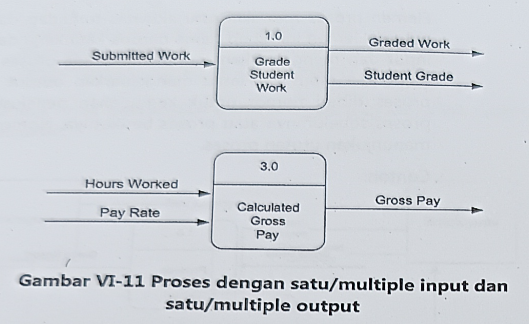 1.0
Submitted Work
Grade
Student
Work
Graded Work
Student Grade
3.0
Hours Worked
Pay Rate
Calculated
Gross
Pay
Gross Pay
Gambar VI-11 Proses dengan satu/multiple input dan
satu/multiple output